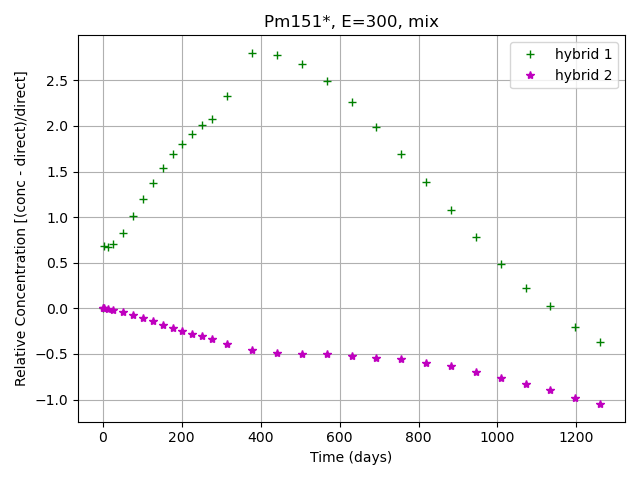 Pm151*, E=300, mix
hybrid 1
hybrid 2
Relative Concentration [(conc - direct)/direct]
2.5
2.0
1.5
1.0
0.5
0.0
−0.5
−1.0
0 200 400 600 800 1000 1200
Time (days)